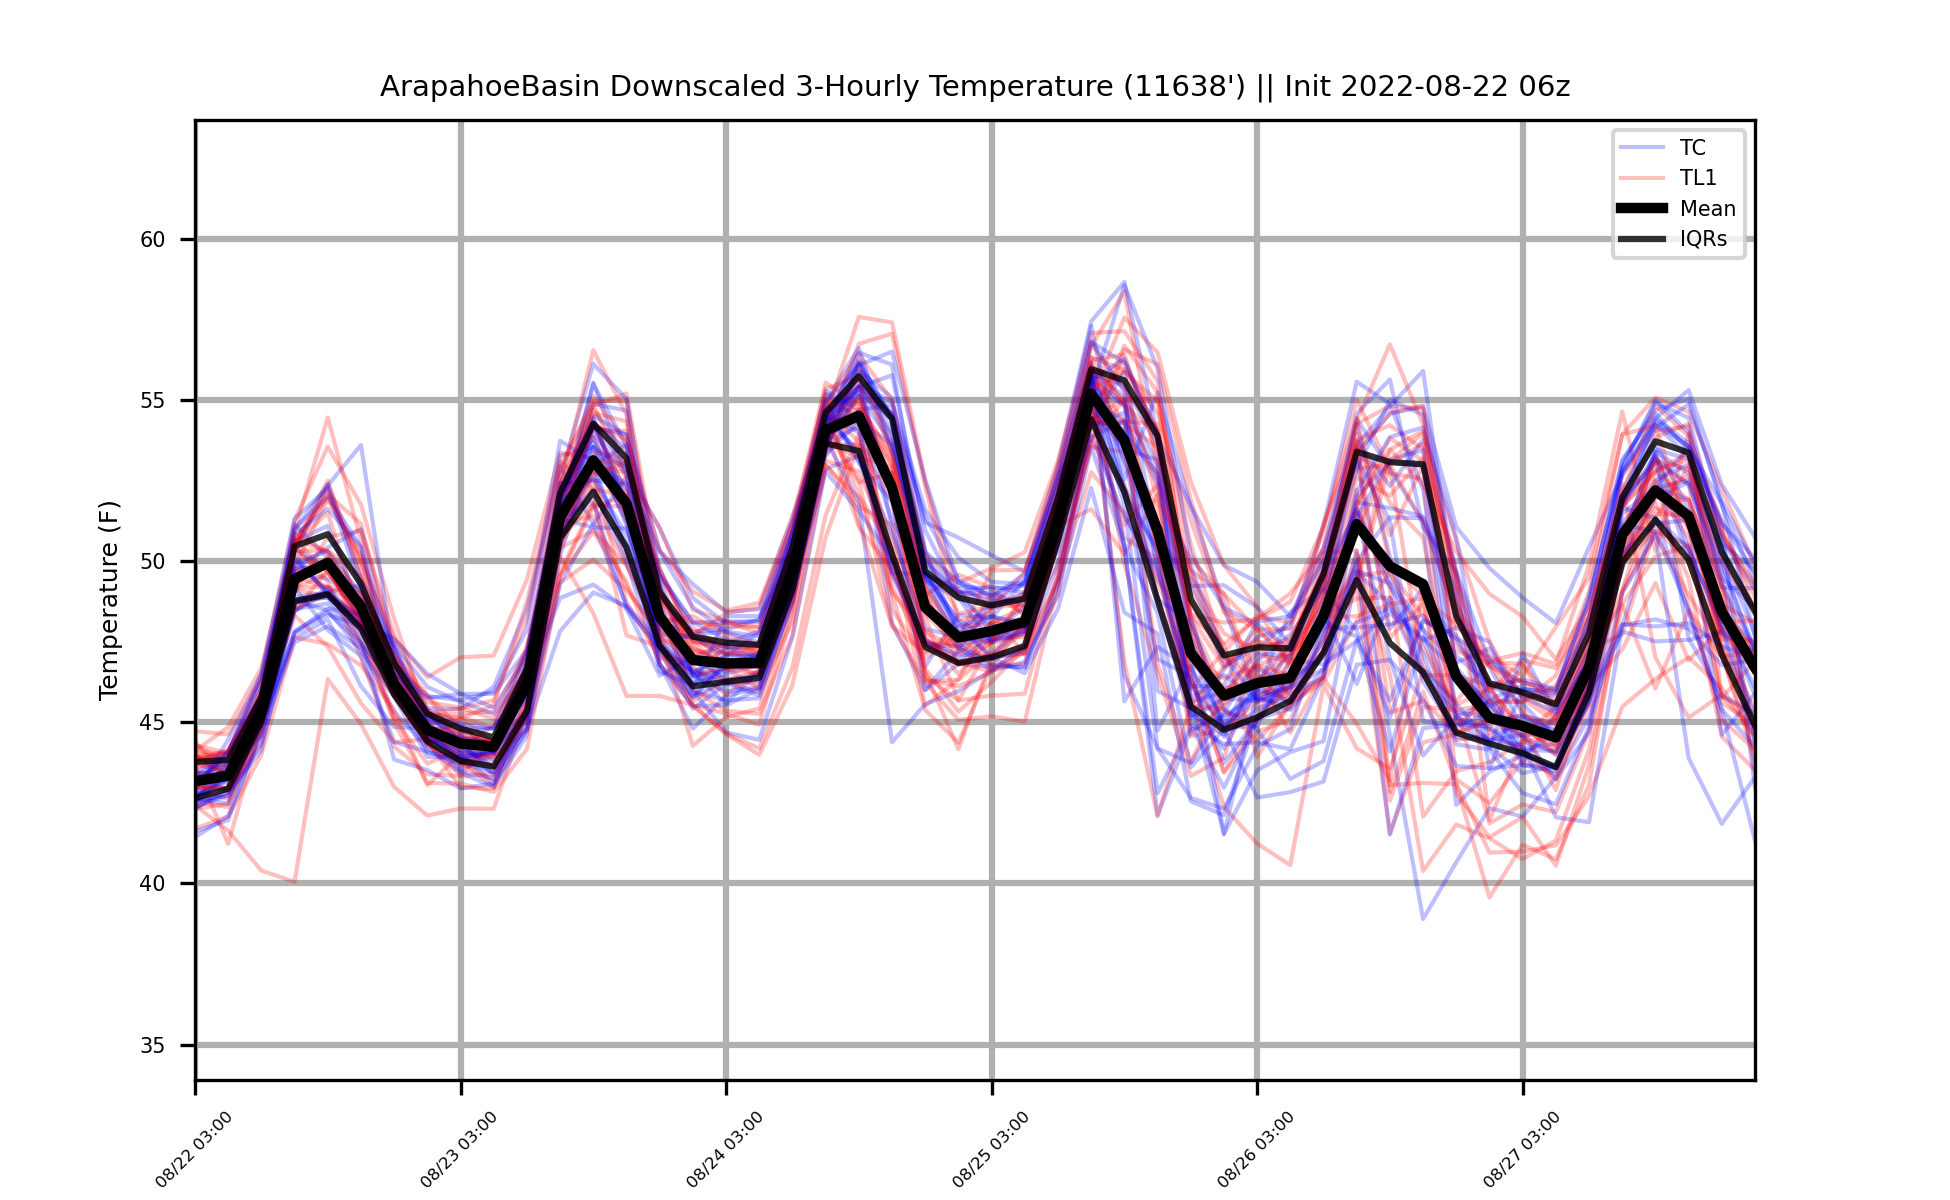 ArapahoeBasin Downscaled 3-Hourly Temperature (11638') || Init 2022-08-22 06z
TC
TL1
Mean
IQRs
Temperature (F)
60
55
50
45
40
35
08/22 03:00
08/23 03:00
08/24 03:00
08/25 03:00
08/26 03:00
08/27 03:00